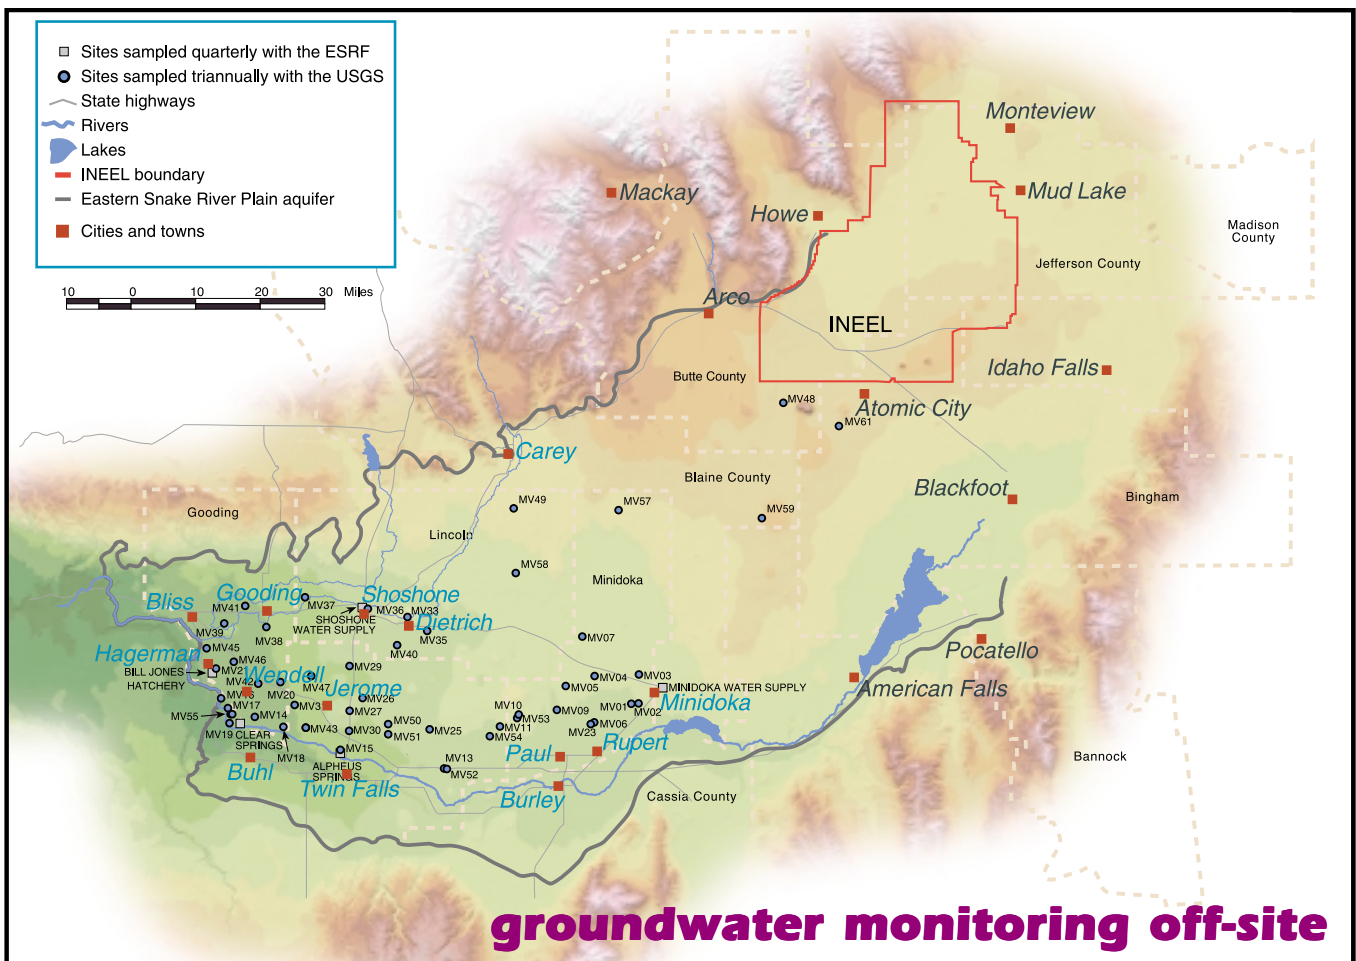 Sites sampled quarterly with the ESRF
Sites sampled triannually with the USGS
State highways
Rivers
Lakes
INEEL boundary
Eastern Snake River Plain aquifer
Cities and towns
10 0 10 20 30 Miles
Monteview
Mackay
Mud Lake
Howe
Madison
County
Jefferson County
Arco
INEEL
Butte County
Idaho Falls
MV48
Atomic City
MV61
Carey
Blaine County
Blackfoot
Bingham
MV49
MV57
Gooding
MV59
Lincoln
MV58
Minidoka
Bliss
Gooding
MV41
MV37
Shoshone
MV36
MV33
SHOSHONE
WATER SUPPLY
Dietrich
MV39
MV38
MV35
MV07
MV45
MV40
Hagerman
MV46
MV29
Pocatello
BILL JONES
HATCHERY
MV21
Wendell
MV42
MV47
MV20
MV04
MV03
American Falls
MV05
MINIDOKA WATER SUPPLY
Jerome
MV26
MV16
MV17
MV3
MV27
MV10
MV09
MV01
MV02
Minidoka
MV55
MV14
MV53
MV50
MV11
MV06
MV19
CLEAR
SPRINGS
MV43
MV30
MV51
MV25
MV54
MV23
MV18
MV15
Rupert
Paul
Buhl
ALPHEUS
SPRINGS
MV13
MV52
Bannock
Twin Falls
Burley
Cassia County
groundwater monitoring off-site